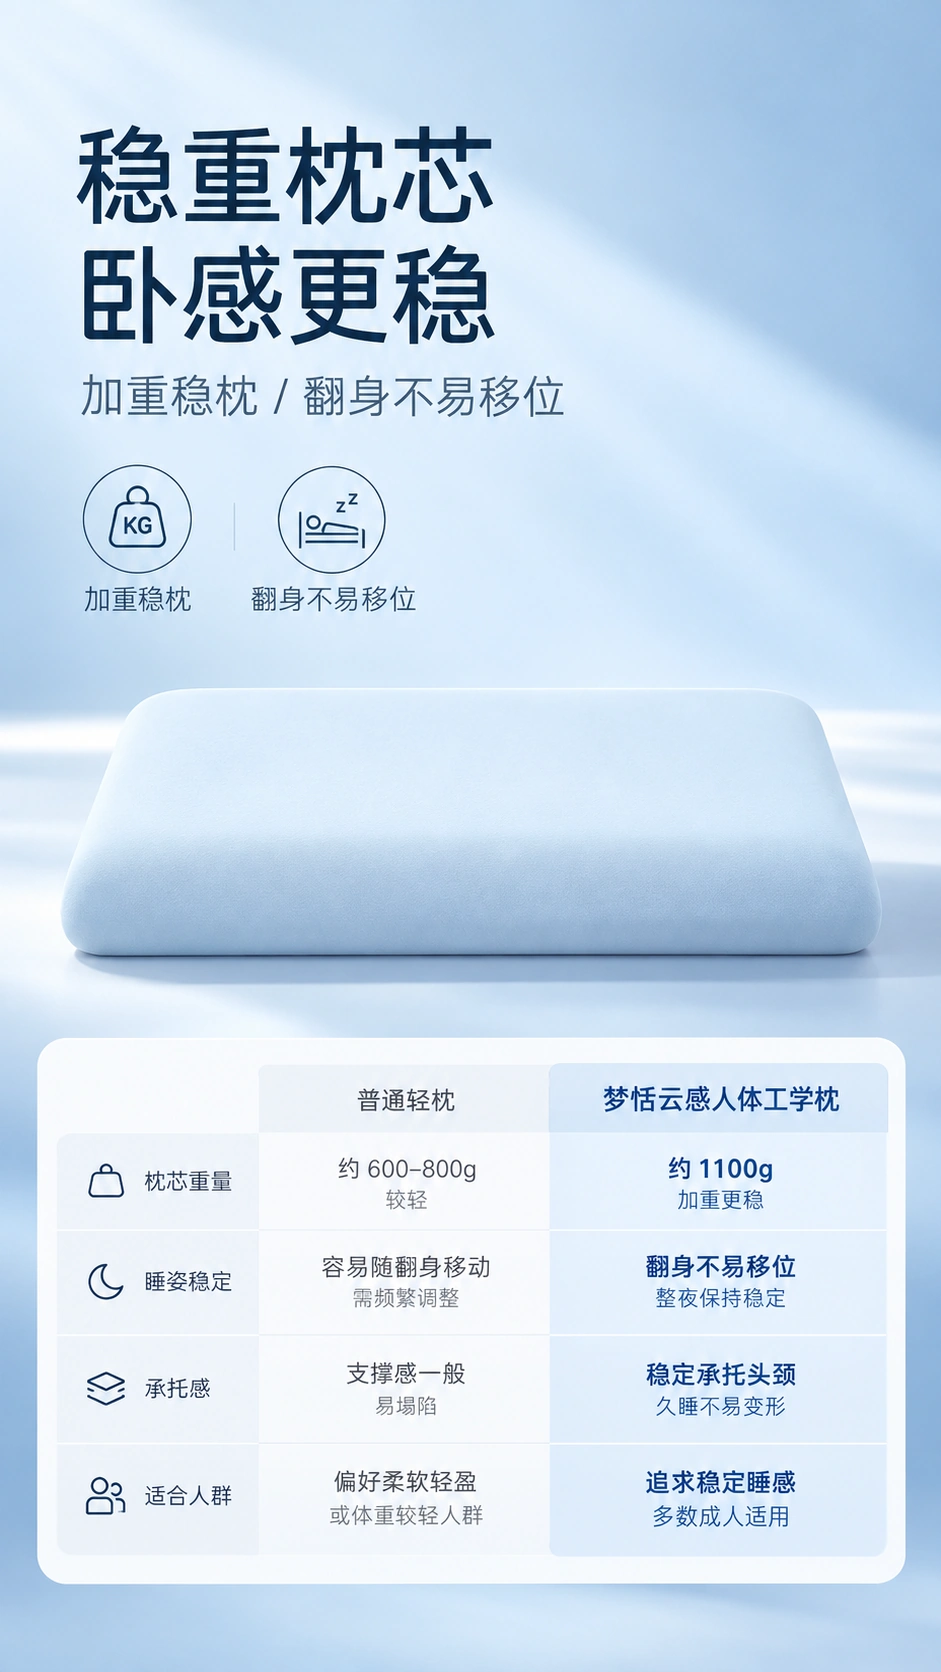 稳重枕芯
卧感更稳
加重稳枕 / 翻身不易移位
KG
z z
加重稳枕
翻身不易移位
普通轻枕
梦恬云感人体工学枕
枕芯重量
约 600–800g
较轻
约 1100g
加重更稳
睡姿稳定
容易随翻身移动
需频繁调整
翻身不易移位
整夜保持稳定
承托感
支撑感一般
易塌陷
稳定承托头颈
久睡不易变形
适合人群
偏好柔软轻盈
或体重较轻人群
追求稳定睡感
多数成人适用